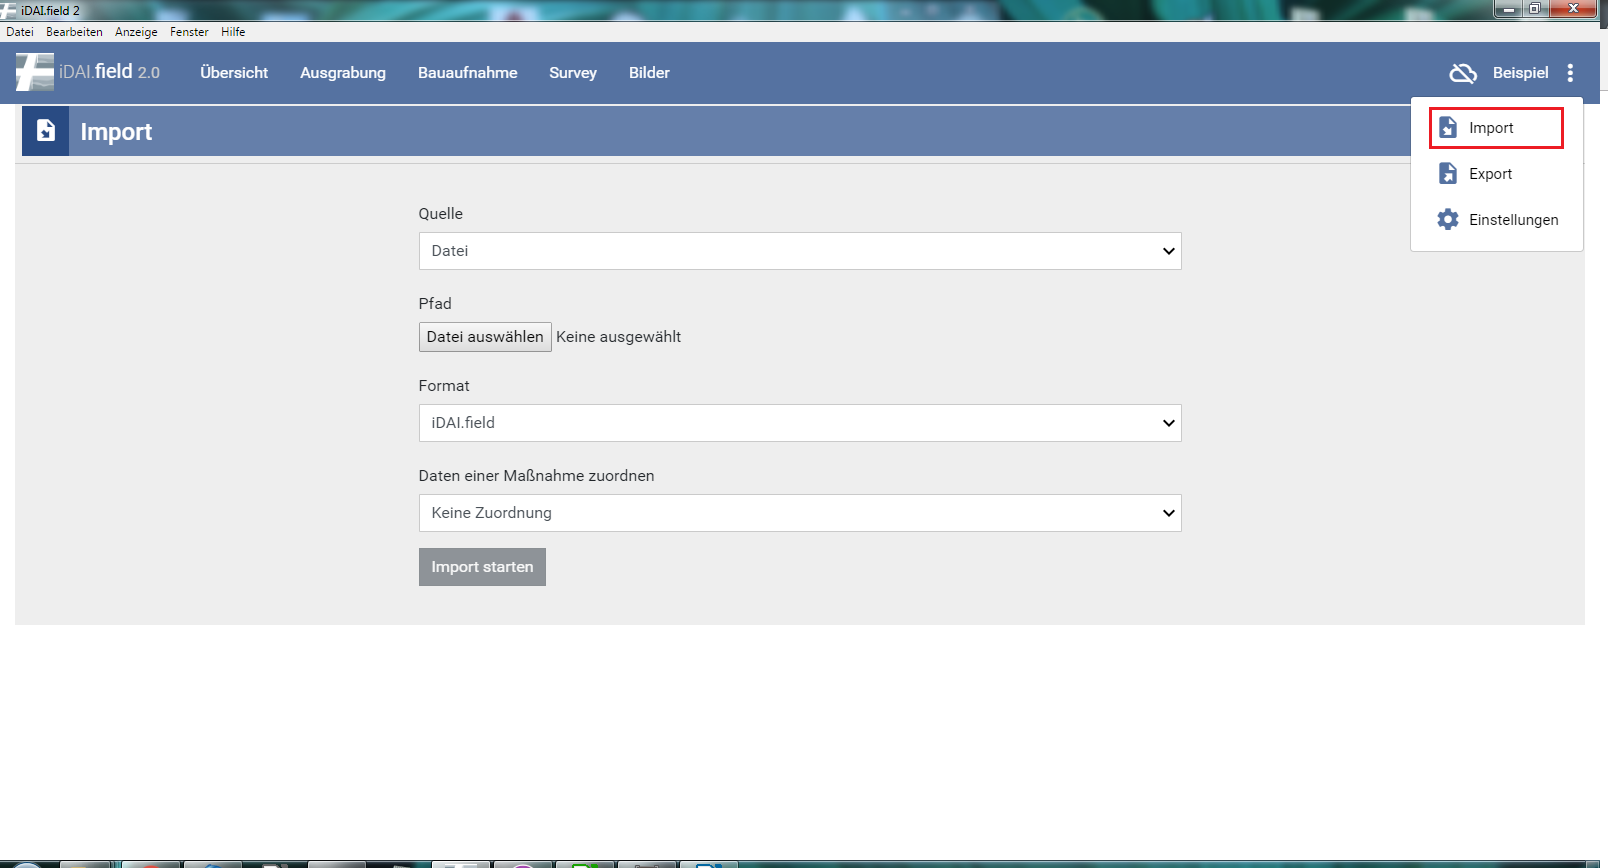 iDAI.field 2
Datei Bearbeiten Anzeige Fenster Hilfe
iDAI.field 2.0 Übersicht Ausgrabung Bauaufnahme Survey Bilder Beispiel
Import
Import
Export
Einstellungen
Quelle
Datei
Pfad
Datei auswählen Keine ausgewählt
Format
iDAI.field
Daten einer Maßnahme zuordnen
Keine Zuordnung
Import starten